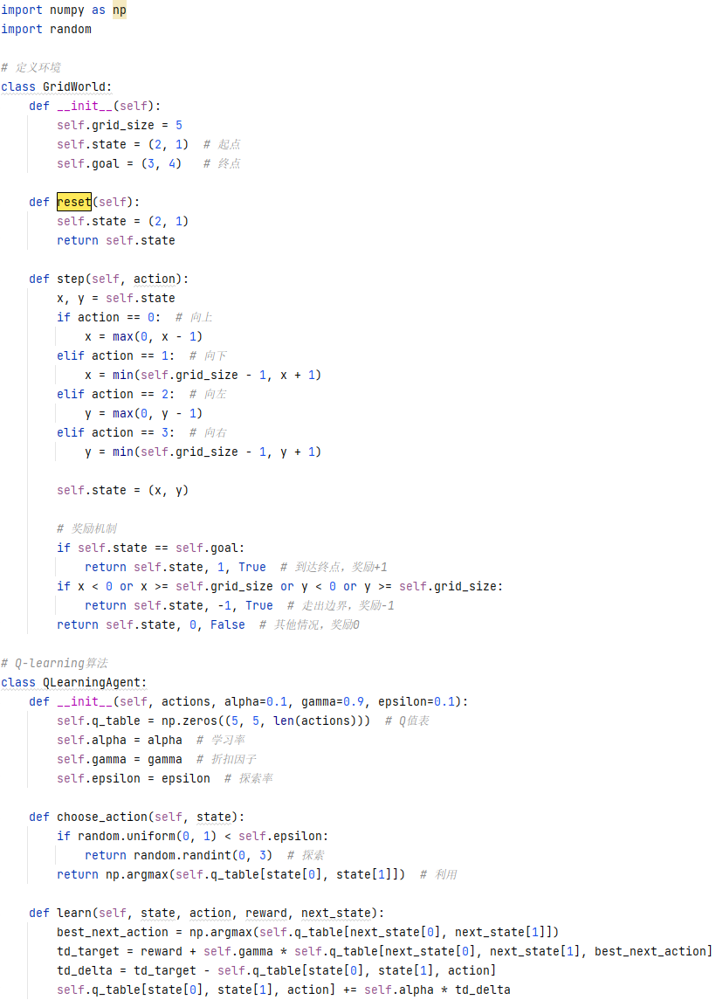 import numpy as np
import random
# 定义环境
class GridWorld:
    def __init__(self):
        self.grid_size = 5
        self.state = (2, 1)  # 起点
        self.goal = (3, 4)   # 终点
    def reset(self):
        self.state = (2, 1)
        return self.state
    def step(self, action):
        x, y = self.state
        if action == 0:  # 向上
            x = max(0, x - 1)
        elif action == 1:  # 向下
            x = min(self.grid_size - 1, x + 1)
        elif action == 2:  # 向左
            y = max(0, y - 1)
        elif action == 3:  # 向右
            y = min(self.grid_size - 1, y + 1)
        self.state = (x, y)
        # 奖励机制
        if self.state == self.goal:
            return self.state, 1, True  # 到达终点，奖励+1
        if x < 0 or x >= self.grid_size or y < 0 or y >= self.grid_size:
            return self.state, -1, True  # 走出边界，奖励-1
        return self.state, 0, False  # 其他情况，奖励0
# Q-learning算法
class QLearningAgent:
    def __init__(self, actions, alpha=0.1, gamma=0.9, epsilon=0.1):
        self.q_table = np.zeros((5, 5, len(actions)))  # Q值表
        self.alpha = alpha  # 学习率
        self.gamma = gamma  # 折扣因子
        self.epsilon = epsilon  # 探索率
    def choose_action(self, state):
        if random.uniform(0, 1) < self.epsilon:
            return random.randint(0, 3)  # 探索
        return np.argmax(self.q_table[state[0], state[1]])  # 利用
    def learn(self, state, action, reward, next_state):
        best_next_action = np.argmax(self.q_table[next_state[0], next_state[1]])
        td_target = reward + self.gamma * self.q_table[next_state[0], next_state[1], best_next_action]
        td_delta = td_target - self.q_table[state[0], state[1], action]
        self.q_table[state[0], state[1], action] += self.alpha * td_delta